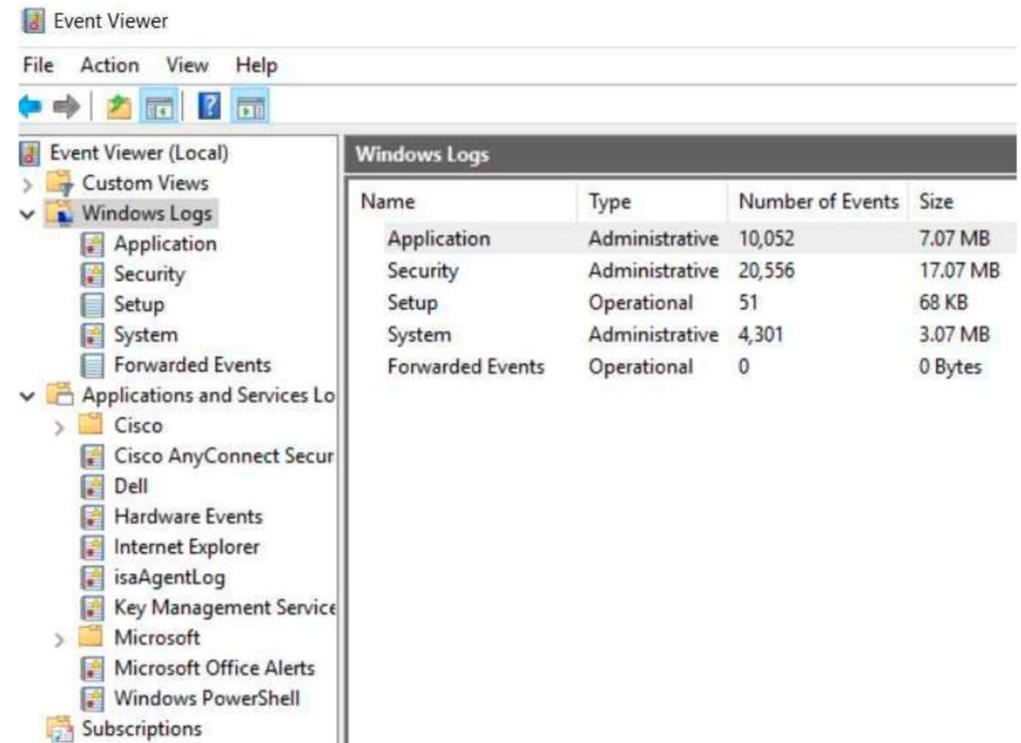 Event Viewer
File Action View Help
Event Viewer (Local)
Custom Views
Windows Logs
Application
Security
Setup
System
Forwarded Events
Applications and Services Lo
Cisco
Cisco AnyConnect Secur
Dell
Hardware Events
Internet Explorer
isaAgentLog
Key Management Service
Microsoft
Microsoft Office Alerts
Windows PowerShell
Subscriptions
Windows Logs
Name Type Number of Events Size
Application Administrative 10,052 7.07 MB
Security Administrative 20,556 17.07 MB
Setup Operational 51 68 KB
System Administrative 4,301 3.07 MB
Forwarded Events Operational 0 0 Bytes